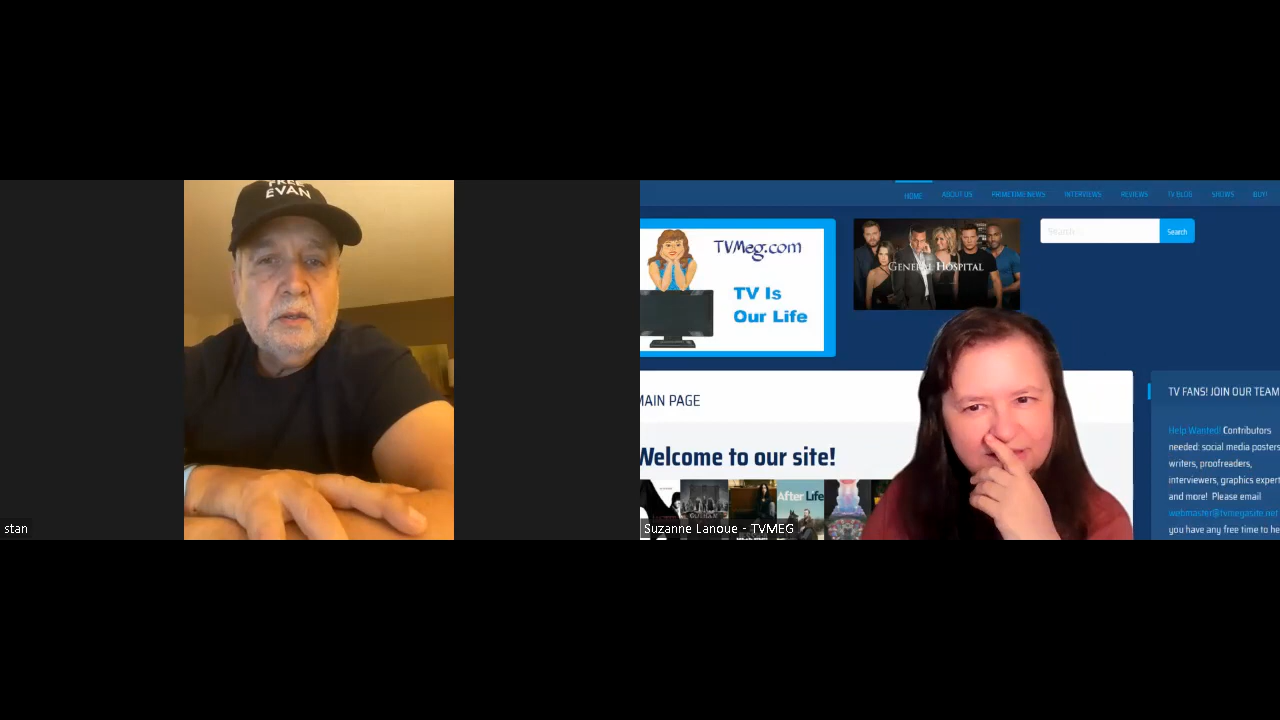 FREE
EVAN
stan
HOME
ABOUT US
PRIMETIME NEWS
INTERVIEWS
REVIEWS
TV BLOG
SHOWS
BUY!
TVMeg.com
TV Is
Our Life
GENERAL HOSPITAL
Search ...
Search
MAIN PAGE
Welcome to our site!
After Life
TV FANS! JOIN OUR TEAM
Help Wanted! Contributors
needed: social media posters
writers, proofreaders,
interviewers, graphics expert
and more! Please email
webmaster@tvmegasite.net
you have any free time to he
Suzanne Lanoue - TVMEG